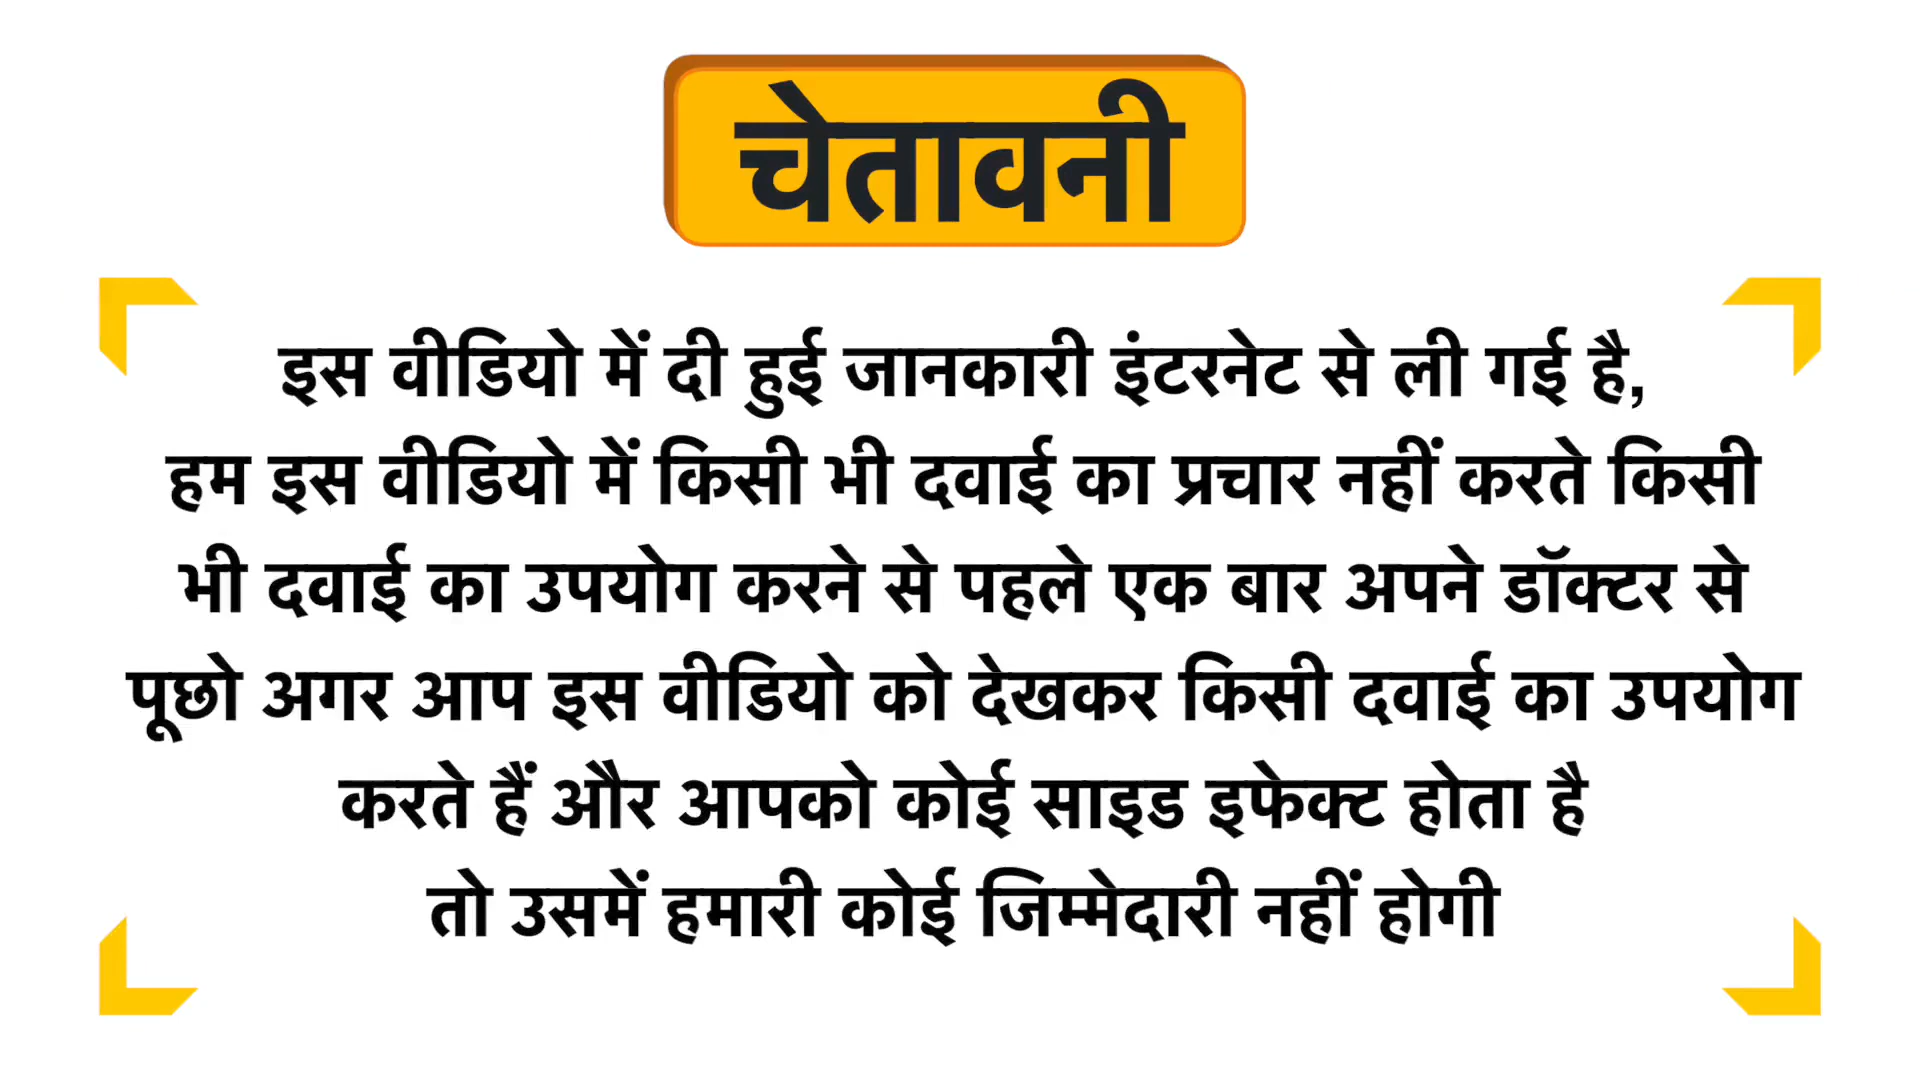 चेतावनी
इस वीडियो में दी हुई जानकारी इंटरनेट से ली गई है,
हम इस वीडियो में किसी भी दवाई का प्रचार नहीं करते किसी
भी दवाई का उपयोग करने से पहले एक बार अपने डॉक्टर से
पूछो अगर आप इस वीडियो को देखकर किसी दवाई का उपयोग
करते हैं और आपको कोई साइड इफेक्ट होता है
तो उसमें हमारी कोई जिम्मेदारी नहीं होगी